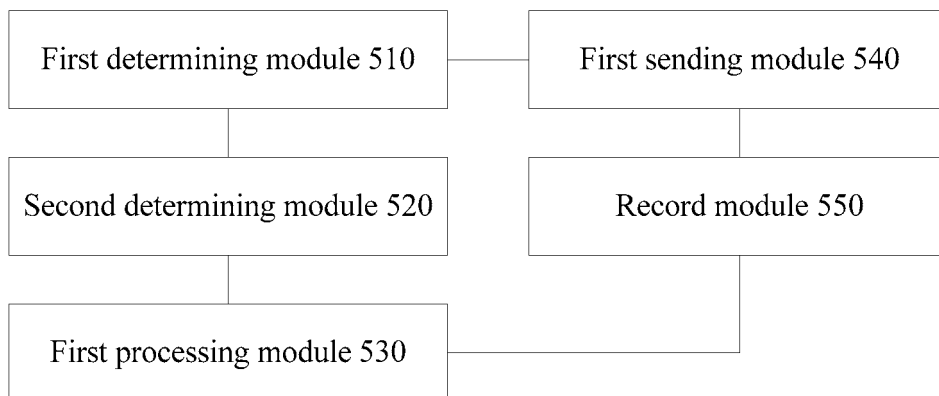 First determining module 510
First sending module 540
Second determining module 520
Record module 550
First processing module 530